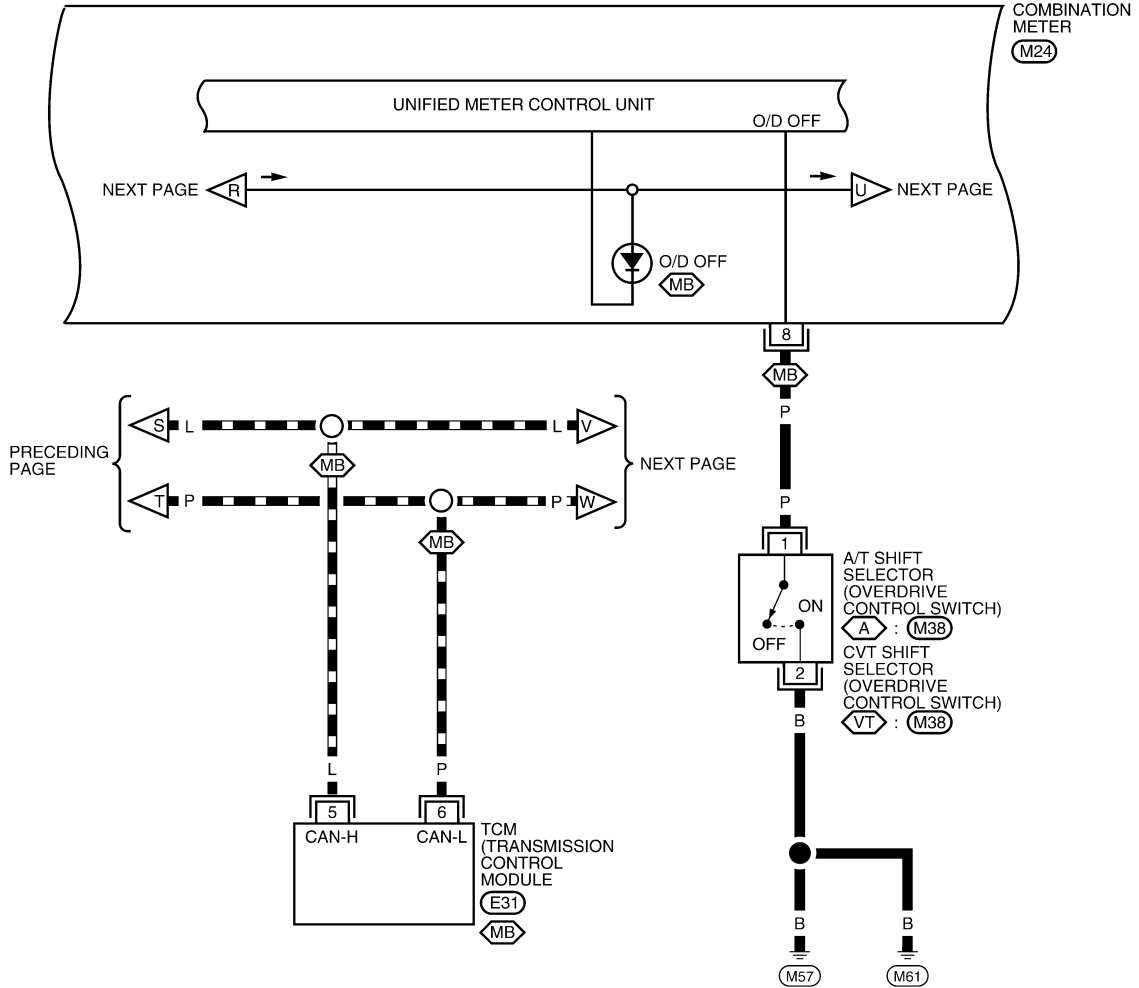 COMBINATION
METER
M24
UNIFIED METER CONTROL UNIT
O/D OFF
NEXT PAGE
R
U
NEXT PAGE
O/D OFF
MB
8
MB
P
P
PRECEDING
PAGE
S
L
L
V
MB
T
P
P
W
NEXT PAGE
MB
1
ON
OFF
2
A/T SHIFT
SELECTOR
(OVERDRIVE
CONTROL SWITCH)
A : M38
CVT SHIFT
SELECTOR
(OVERDRIVE
CONTROL SWITCH)
VT : M38
B
L
P
5
6
CAN-H
CAN-L
TCM
(TRANSMISSION
CONTROL
MODULE
E31
MB
B
B
M57
M61